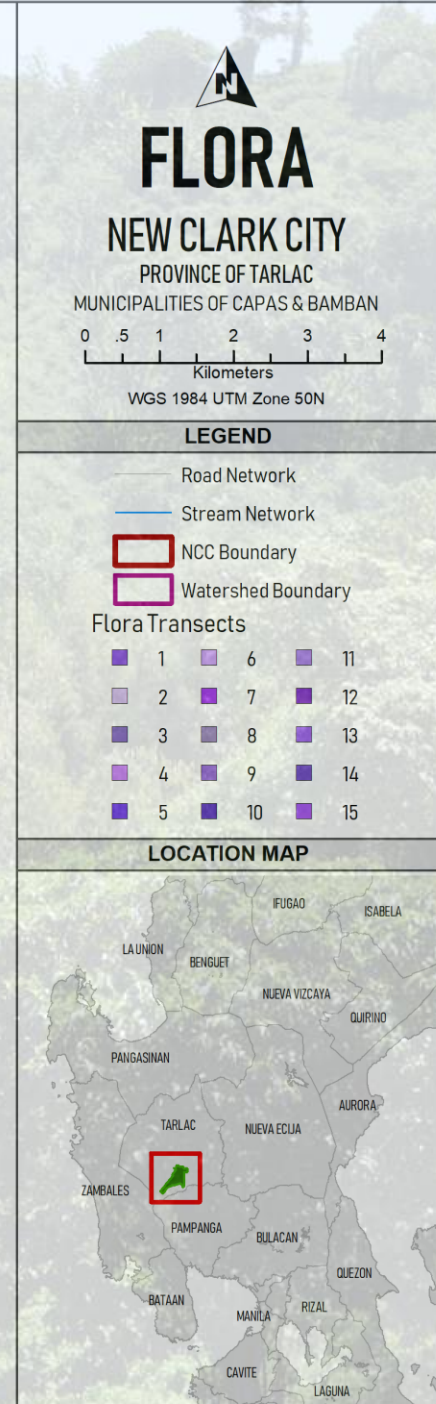 N
FLORA
NEW CLARK CITY
PROVINCE OF TARLAC
MUNICIPALITIES OF CAPAS & BAMBAN
0 .5 1 2 3 4
Kilometers
WGS 1984 UTM Zone 50N
LEGEND
Road Network
Stream Network
NCC Boundary
Watershed Boundary
Flora Transects
1 6 11
2 7 12
3 8 13
4 9 14
5 10 15
LOCATION MAP
IFUGAO
ISABELA
LA UNION
BENGUET
NUEVA VIZCAYA
QUIRINO
PANGASINAN
AURORA
TARLAC
NUEVA ECIJA
ZAMBALES
PAMPANGA
BULACAN
QUEZON
BATAAN
RIZAL
MANILA
CAVITE
LAGUNA